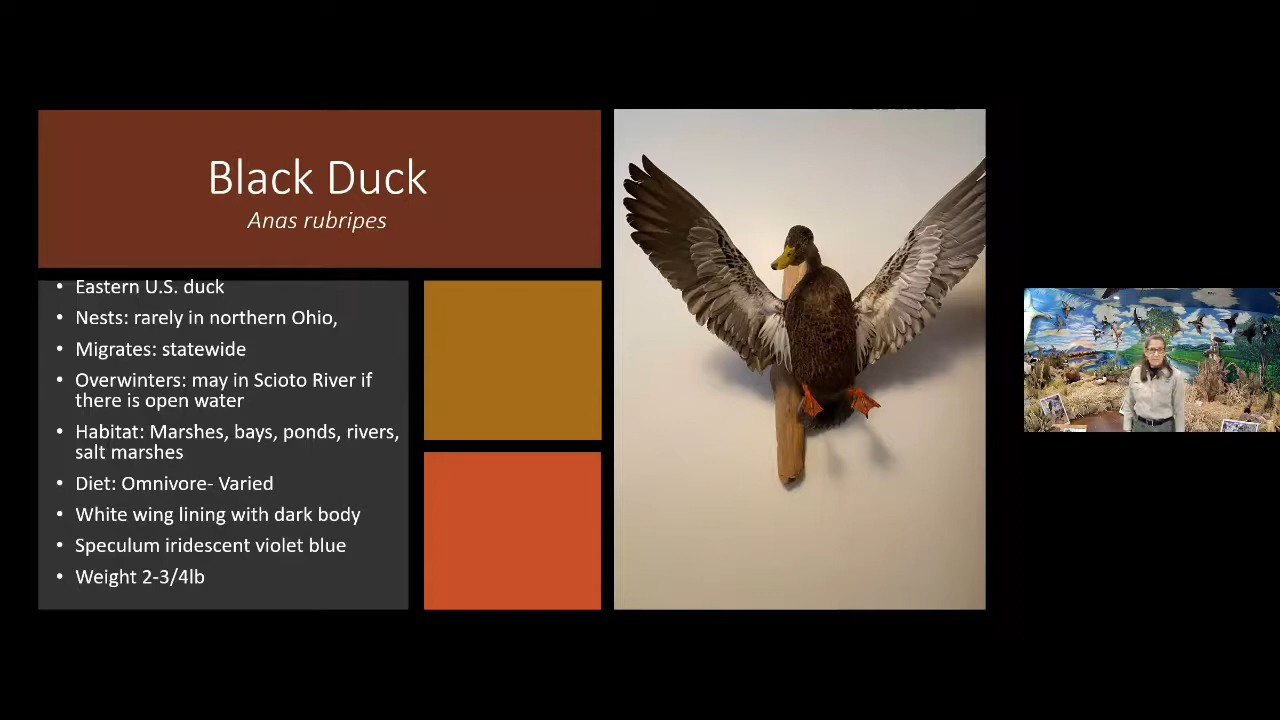 Black Duck
Anas rubripes
• Eastern U.S. duck
• Nests: rarely in northern Ohio,
• Migrates: statewide
• Overwinters: may in Scioto River if
there is open water
• Habitat: Marshes, bays, ponds, rivers,
salt marshes
• Diet: Omnivore- Varied
• White wing lining with dark body
• Speculum iridescent violet blue
• Weight 2-3/4lb